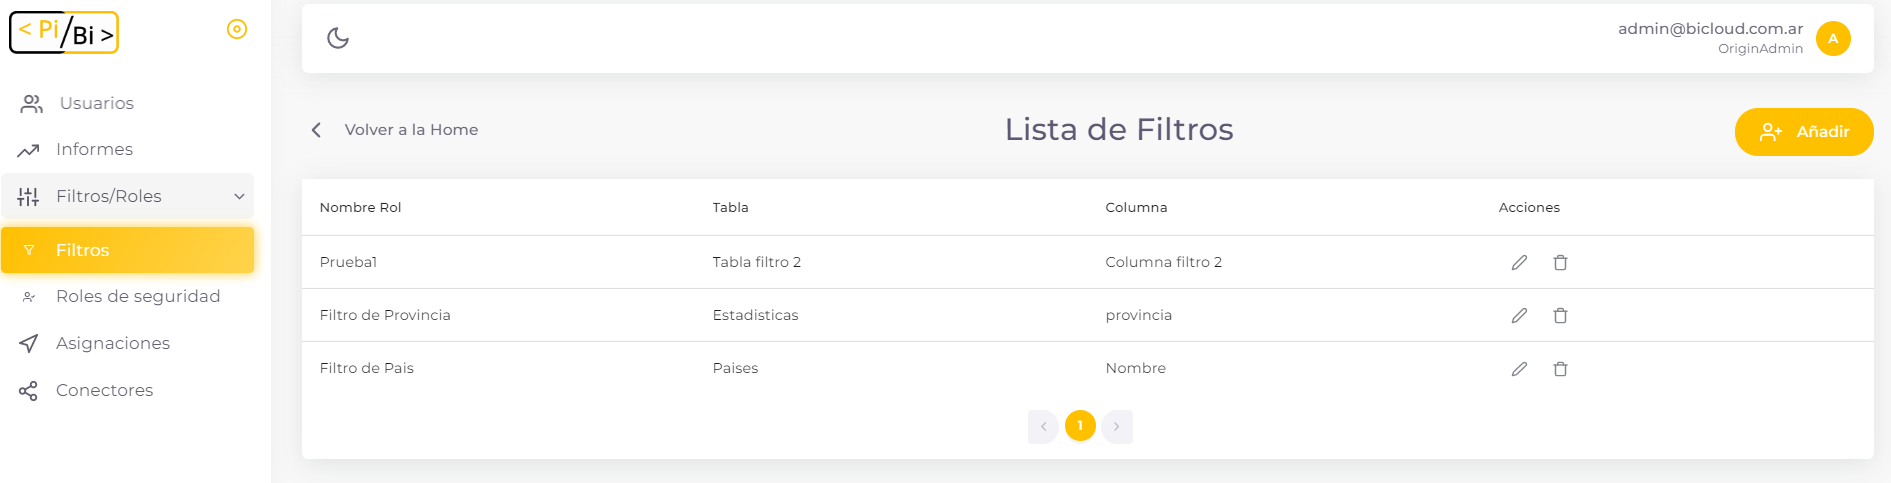 < Pi/Bi >
admin@bicloud.com.ar
OriginAdmin
A
Usuarios
Informes
Filtros/Roles
Filtros
Roles de seguridad
Asignaciones
Conectores
Volver a la Home
Lista de Filtros
Añadir
Nombre Rol Tabla Columna Acciones
Prueba1 Tabla filtro 2 Columna filtro 2
Filtro de Provincia Estadisticas provincia
Filtro de Pais Paises Nombre
1